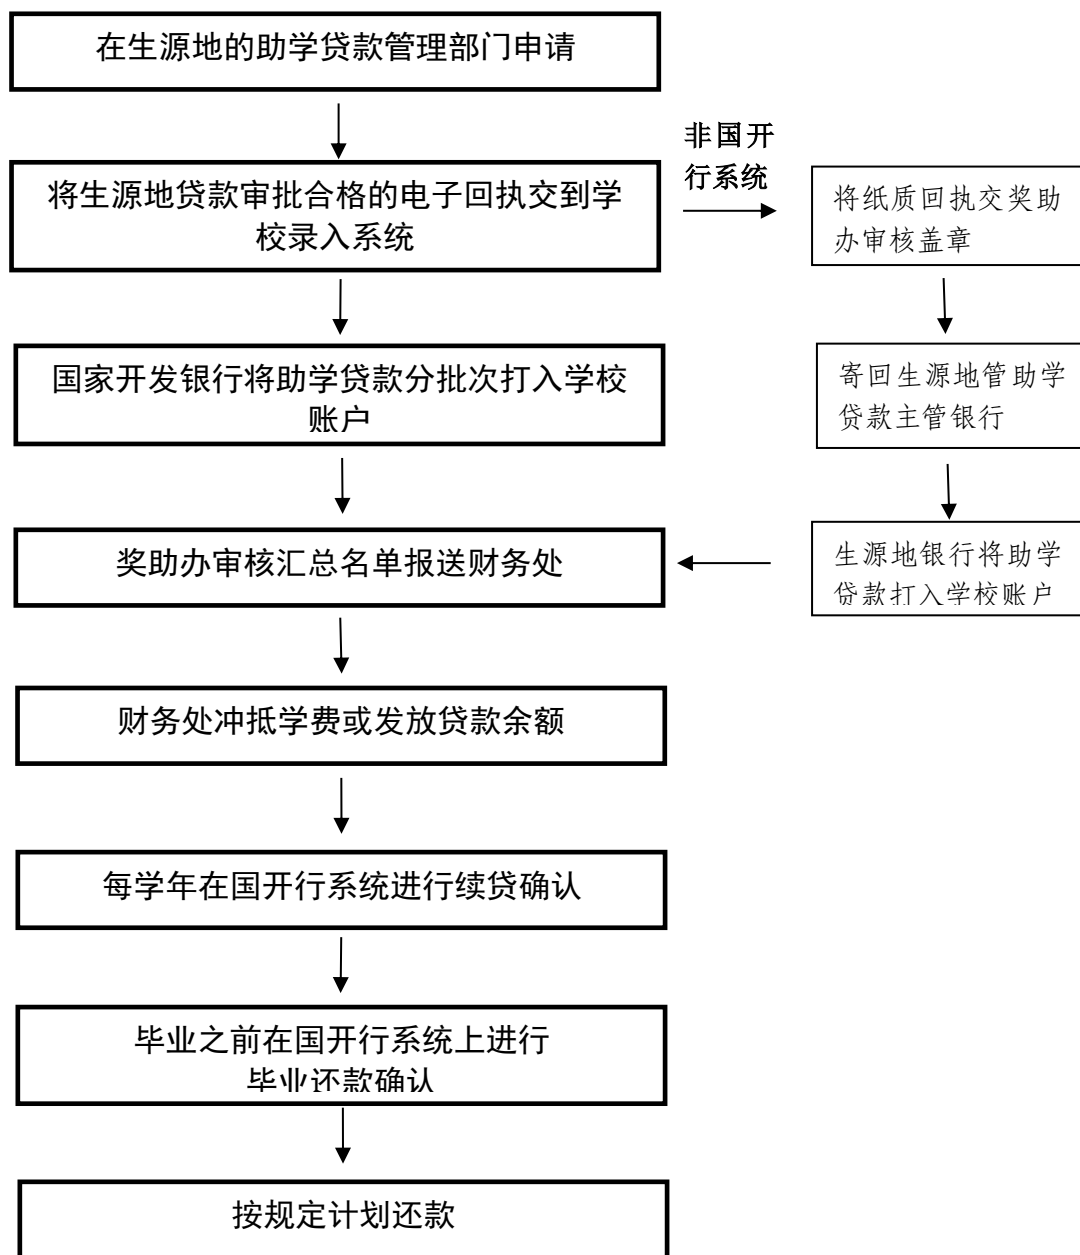 在生源地的助学贷款管理部门申请
非国开
行系统
将生源地贷款审批合格的电子回执交到学
校录入系统
将纸质回执交奖助
办审核盖章
国家开发银行将助学贷款分批次打入学校
账户
寄回生源地管助学
贷款主管银行
奖助办审核汇总名单报送财务处
生源地银行将助学
贷款打入学校账户
财务处冲抵学费或发放贷款余额
每学年在国开行系统进行续贷确认
毕业之前在国开行系统上进行
毕业还款确认
按规定计划还款